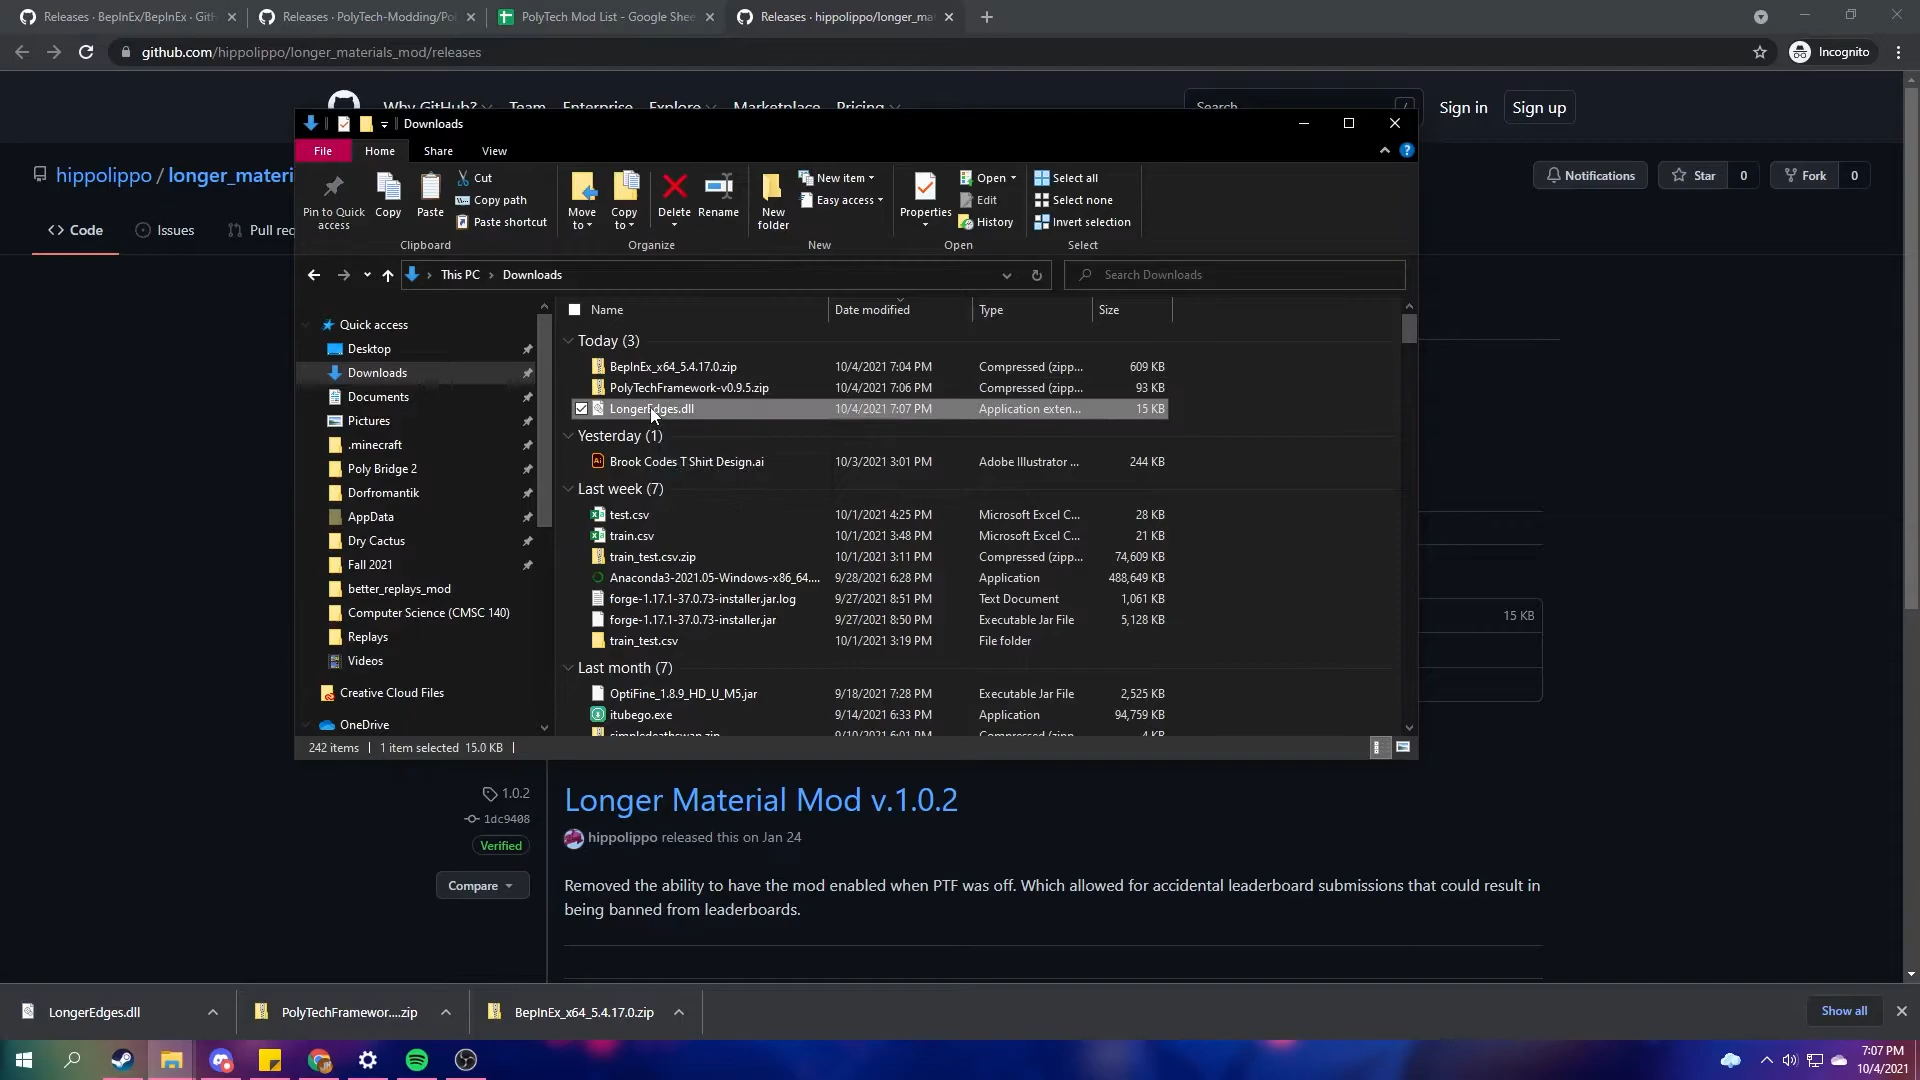 Releases · BepInEx/BepInEx · GitH
Releases · PolyTech-Modding/Pol
PolyTech Mod List - Google Shee
Releases · hippolippo/longer_mat
github.com/hippolippo/longer_materials_mod/releases
Incognito
Why GitHub? Team Enterprise Explore Marketplace Pricing
Search
/
Sign in
Sign up
Downloads
File Home Share View
hippolippo / longer_materi
Notifications
Star 0
Fork 0
Code
Issues
Pull rec
Pin to Quick access
Copy
Paste
Cut
Copy path
Paste shortcut
Clipboard
Move to
Copy to
Delete
Rename
Organize
New folder
New item
Easy access
New
Properties
Open
Edit
History
Open
Select all
Select none
Invert selection
Select
This PC
Downloads
Search Downloads
Quick access
Desktop
Downloads
Documents
Pictures
.minecraft
Poly Bridge 2
Dorfromantik
AppData
Dry Cactus
Fall 2021
better_replays_mod
Computer Science (CMSC 140)
Replays
Videos
Creative Cloud Files
OneDrive
Name Date modified Type Size
Today (3)
BepInEx_x64_5.4.17.0.zip 10/4/2021 7:04 PM Compressed (zipp... 609 KB
PolyTechFramework-v0.9.5.zip 10/4/2021 7:06 PM Compressed (zipp... 93 KB
LongerEdges.dll 10/4/2021 7:07 PM Application exten... 15 KB
Yesterday (1)
Brook Codes T Shirt Design.ai 10/3/2021 3:01 PM Adobe Illustrator ... 244 KB
Last week (7)
test.csv 10/1/2021 4:25 PM Microsoft Excel C... 28 KB
train.csv 10/1/2021 3:48 PM Microsoft Excel C... 21 KB
train_test.csv.zip 10/1/2021 3:11 PM Compressed (zipp... 74,609 KB
Anaconda3-2021.05-Windows-x86_64.... 9/28/2021 6:28 PM Application 488,649 KB
forge-1.17.1-37.0.73-installer.jar.log 9/27/2021 8:51 PM Text Document 1,061 KB
forge-1.17.1-37.0.73-installer.jar 9/27/2021 8:50 PM Executable Jar File 5,128 KB
train_test.csv 10/1/2021 3:19 PM File folder
Last month (7)
OptiFine_1.8.9_HD_U_M5.jar 9/18/2021 7:28 PM Executable Jar File 2,525 KB
itubego.exe 9/14/2021 6:33 PM Application 94,759 KB
simpledeathswap.zip 9/10/2021 6:01 PM Compressed (zipp... 4 KB
242 items
1 item selected 15.0 KB
15 KB
1.0.2
1dc9408
Verified
Compare
Longer Material Mod v.1.0.2
hippolippo released this on Jan 24
Removed the ability to have the mod enabled when PTF was off. Which allowed for accidental leaderboard submissions that could result in
being banned from leaderboards.
LongerEdges.dll
PolyTechFramewor....zip
BepInEx_x64_5.4.17.0.zip
Show all
7:07 PM
10/4/2021